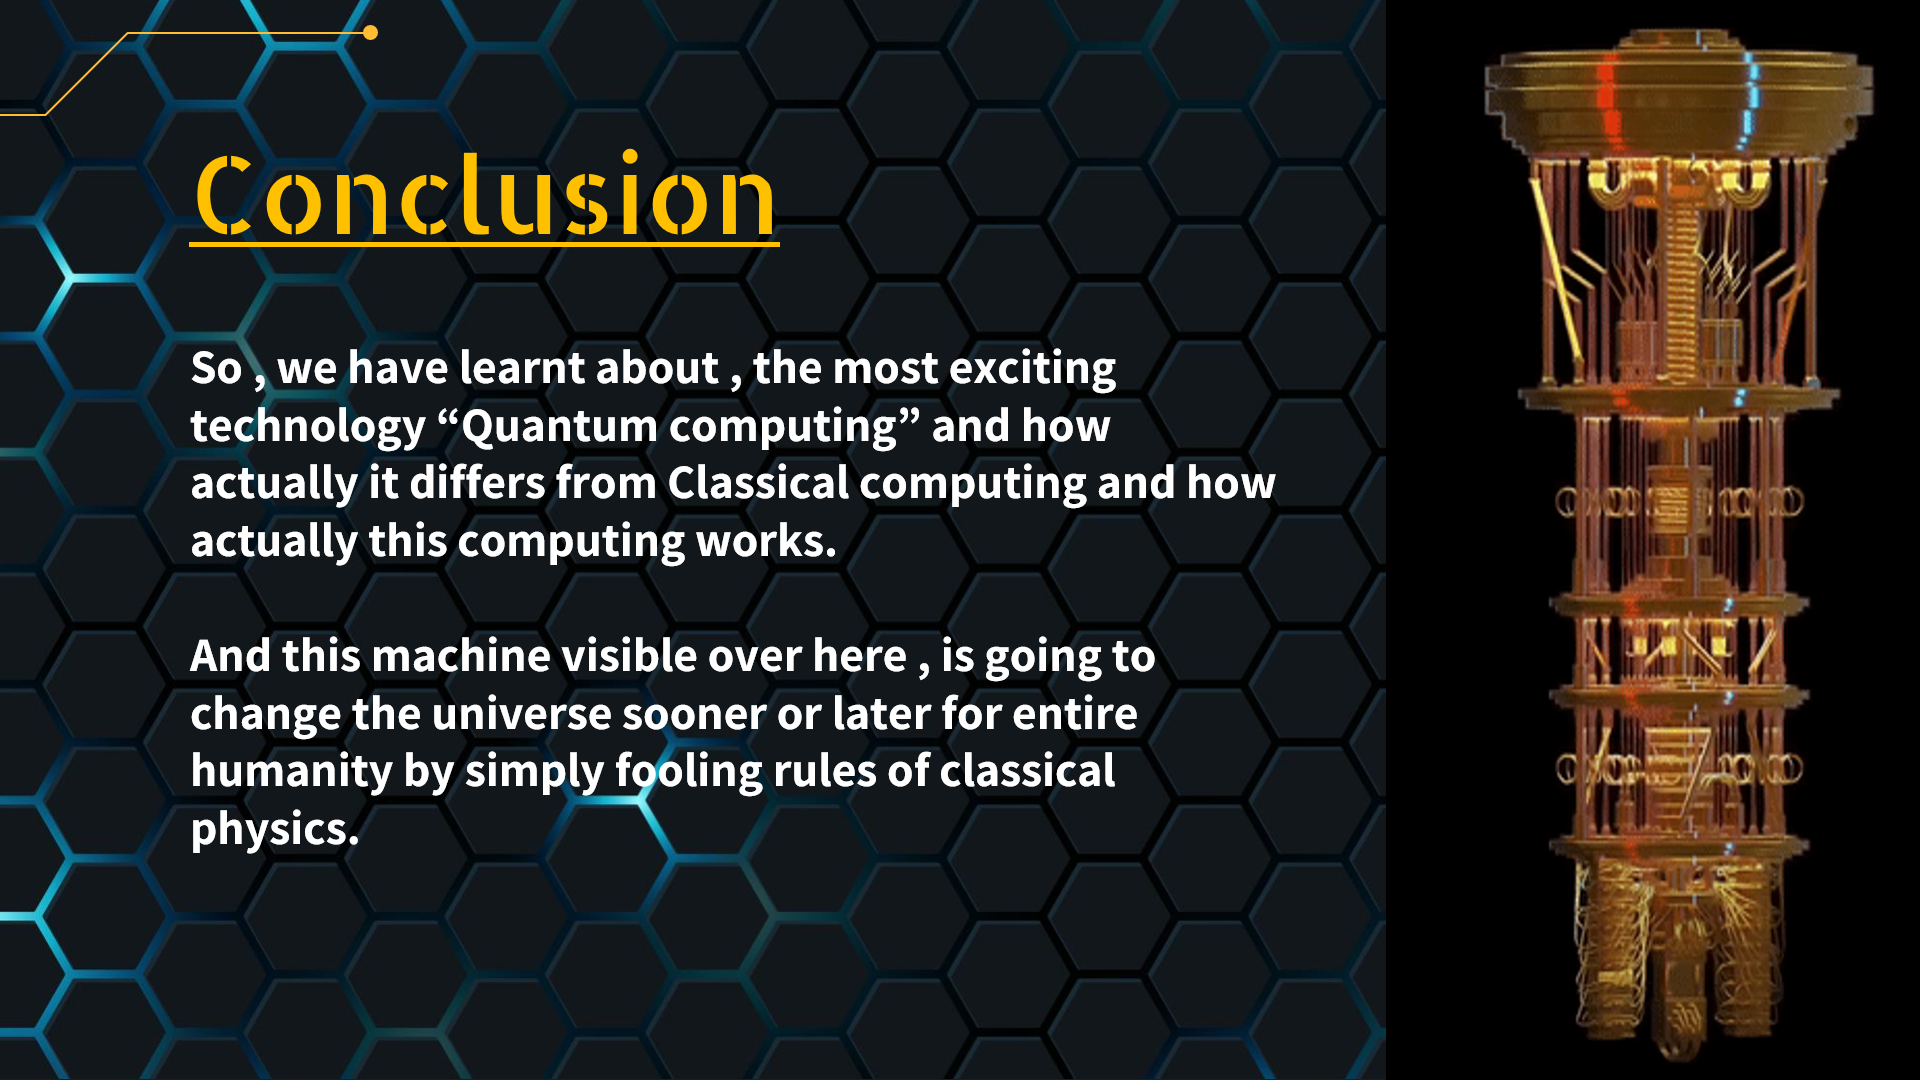 Conclusion
So , we have learnt about , the most exciting
technology “Quantum computing” and how
actually it differs from Classical computing and how
actually this computing works.
And this machine visible over here , is going to
change the universe sooner or later for entire
humanity by simply fooling rules of classical
physics.